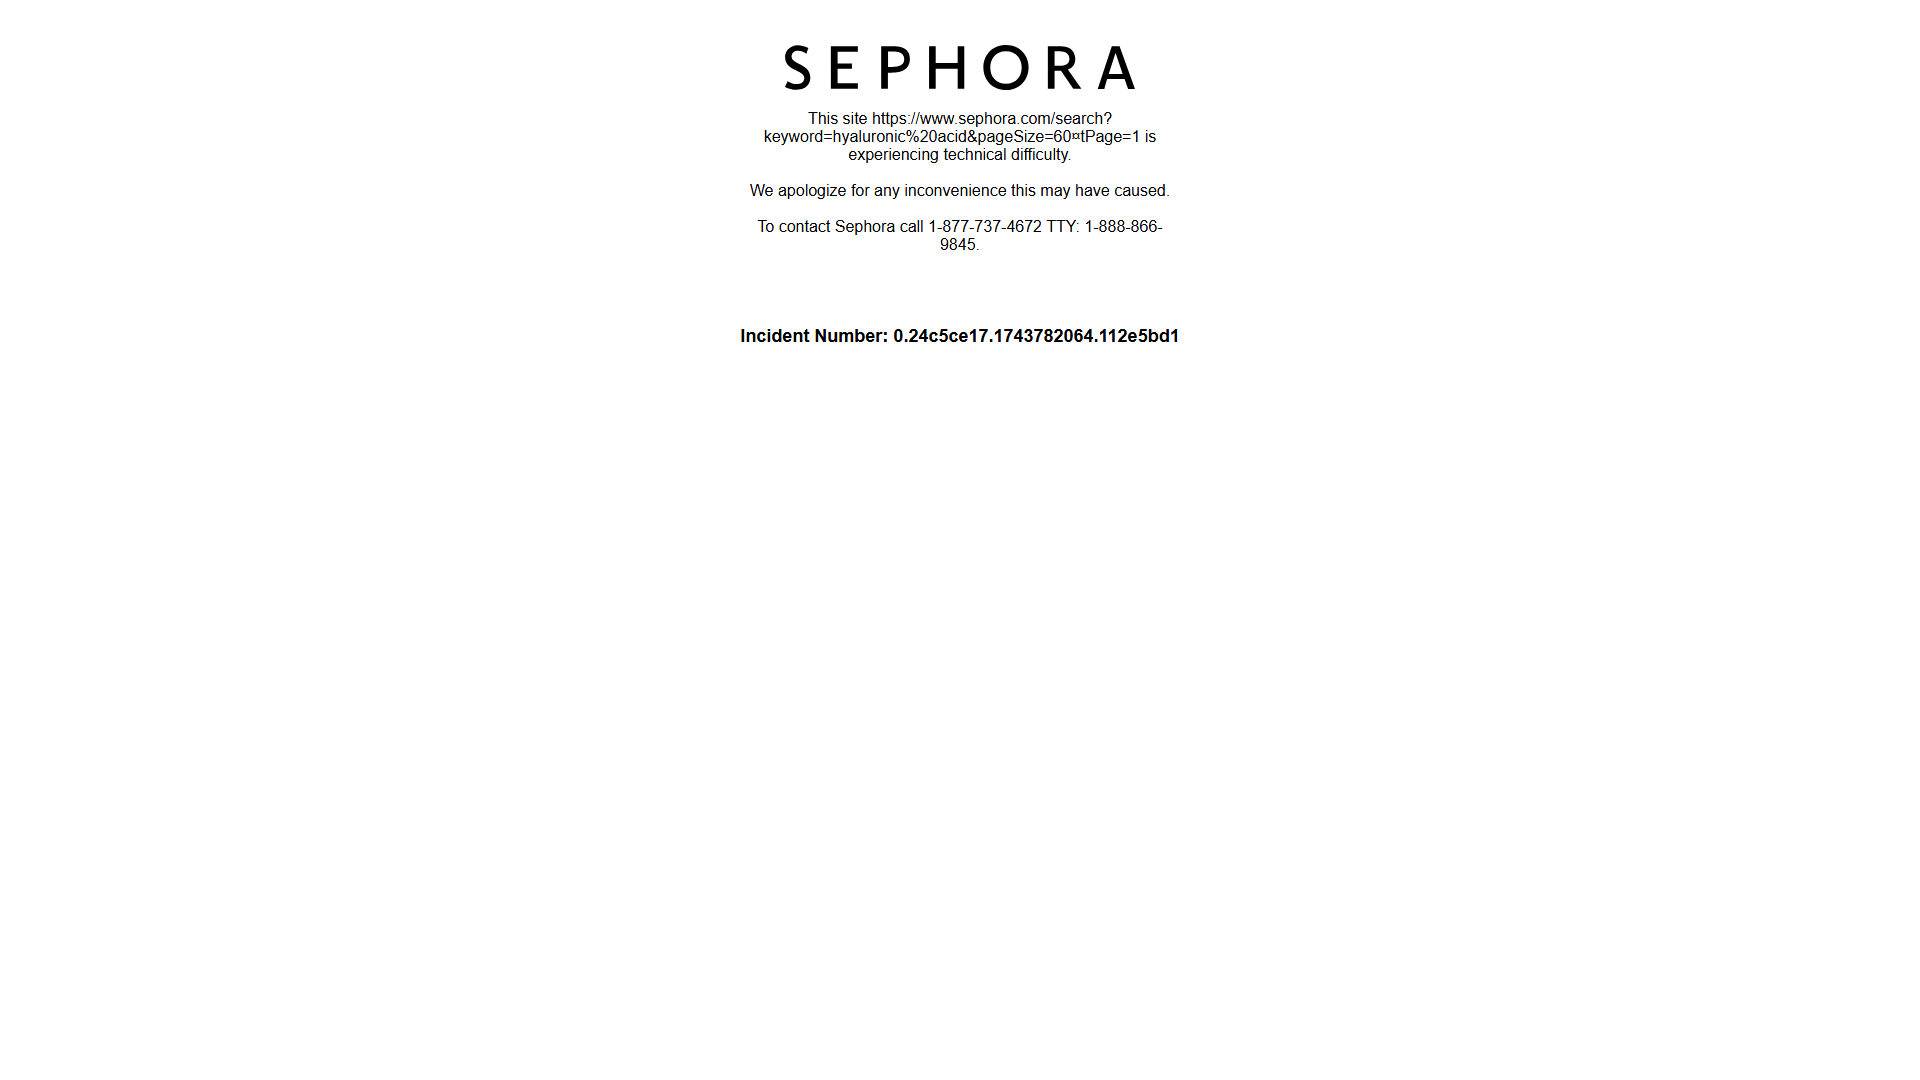 SEPHORA
This site https://www.sephora.com/search?
keyword=hyaluronic%20acid&pageSize=60¤tPage=1 is
experiencing technical difficulty.
We apologize for any inconvenience this may have caused.
To contact Sephora call 1-877-737-4672 TTY: 1-888-866-
9845.
Incident Number: 0.24c5ce17.1743782064.112e5bd1